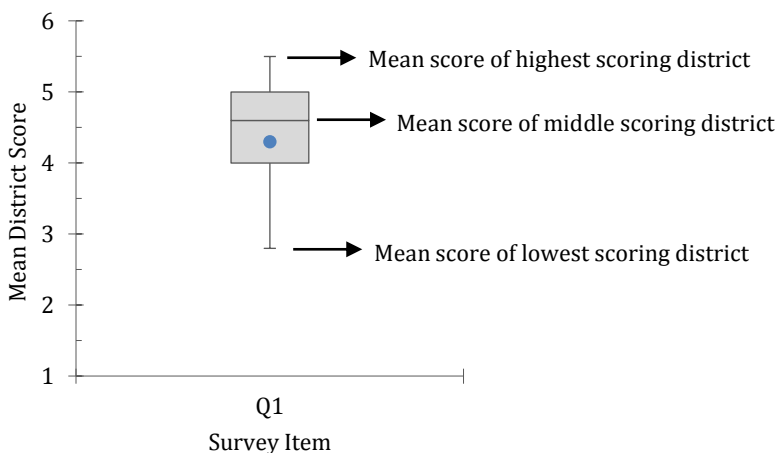 6
Mean score of highest scoring district
5
Mean score of middle scoring district
4
Mean District Score
3
Mean score of lowest scoring district
2
1
Q1
Survey Item